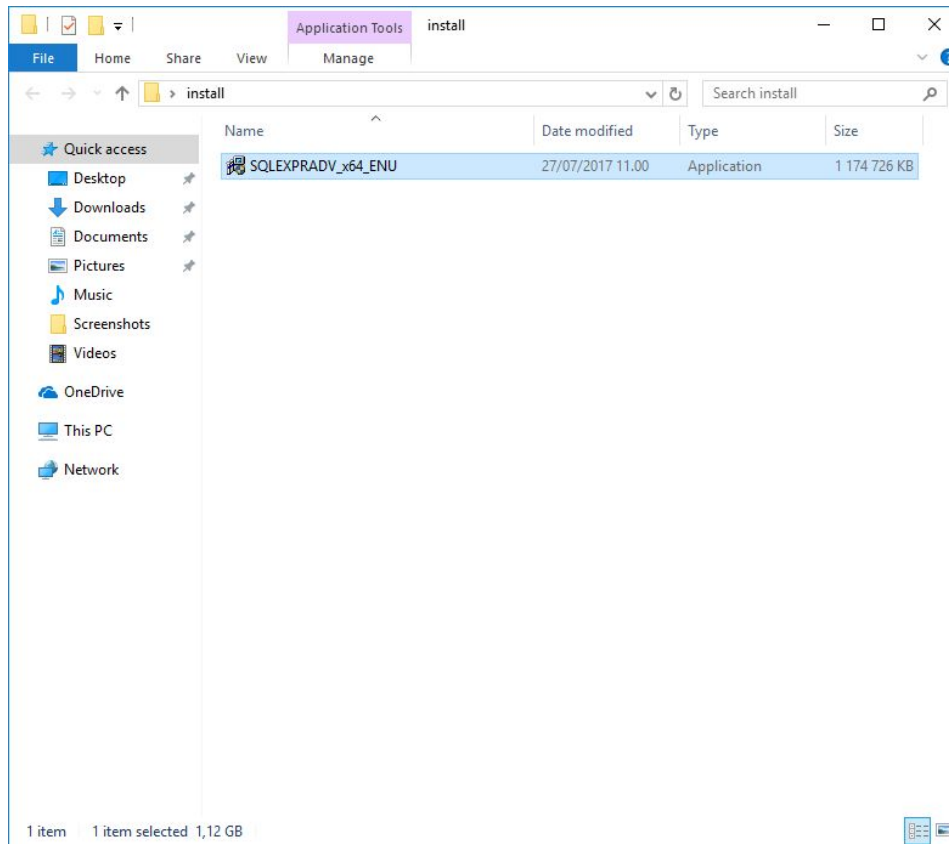 Application Tools install
File Home Share View Manage
install
Search install
Name Date modified Type Size
Quick access
SQLEXPRADV_x64_ENU 27/07/2017 11.00 Application 1 174 726 KB
Desktop
Downloads
Documents
Pictures
Music
Screenshots
Videos
OneDrive
This PC
Network
1 item 1 item selected 1,12 GB